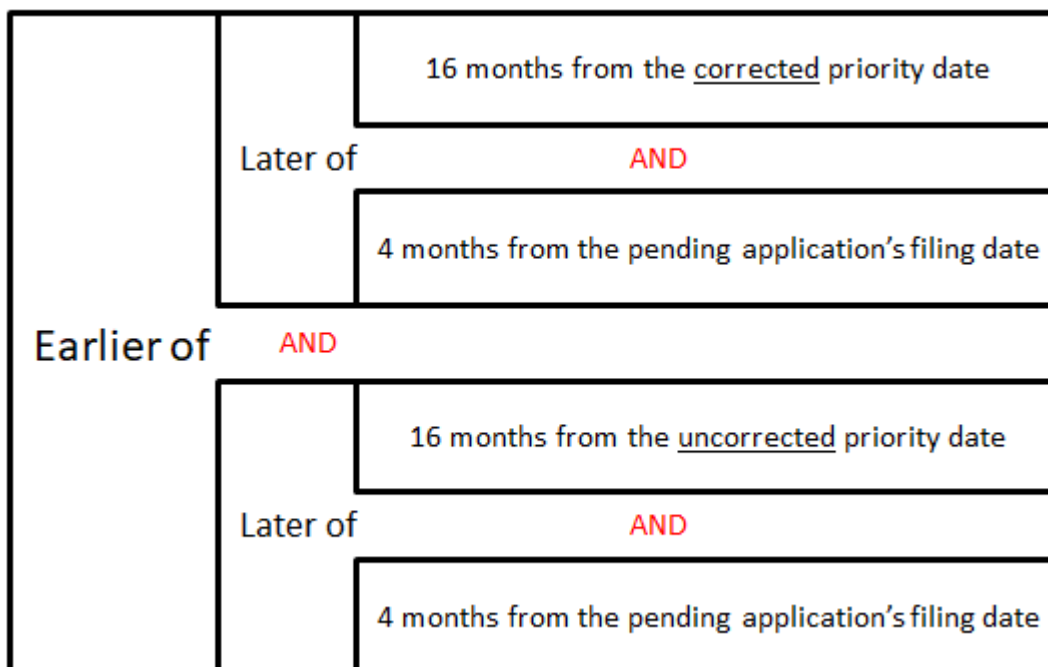 16 months from the corrected priority date
Later of
AND
4 months from the pending application's filing date
Earlier of
AND
16 months from the uncorrected priority date
Later of
AND
4 months from the pending application's filing date